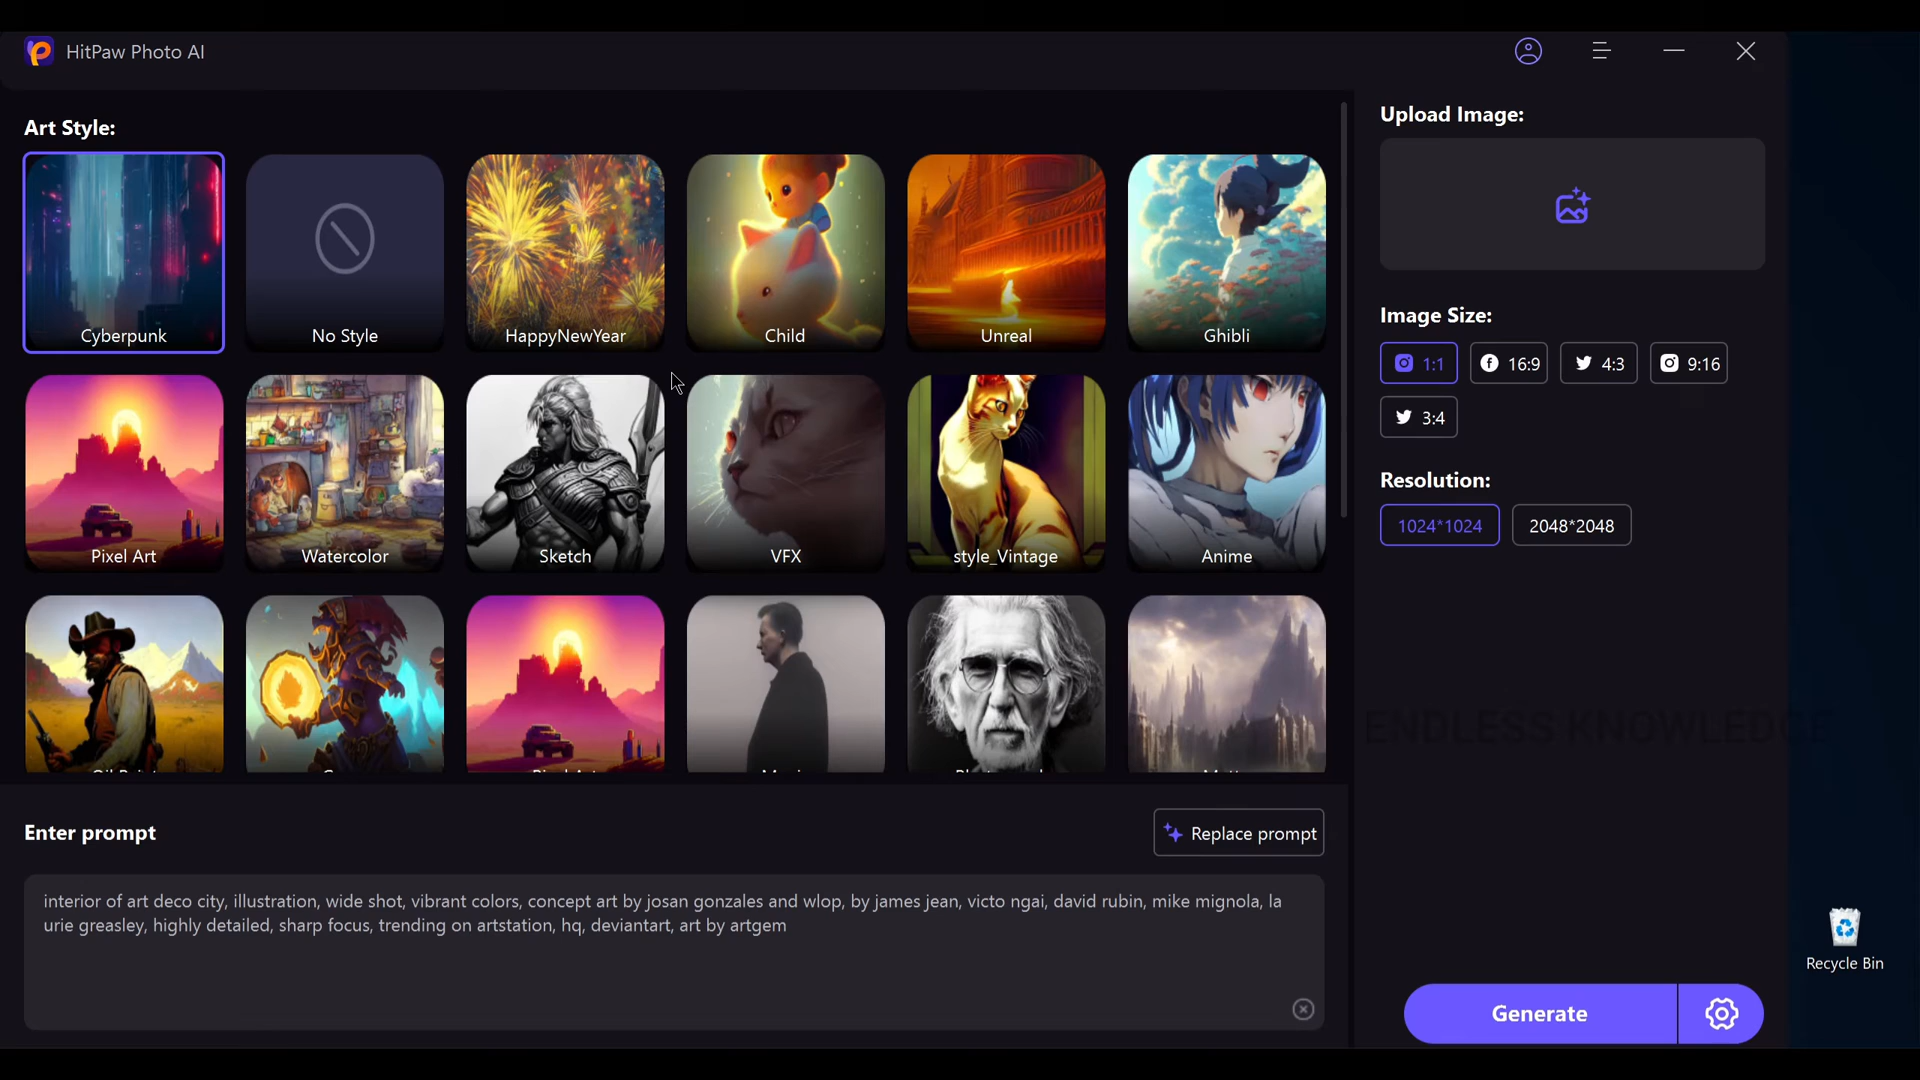 HitPaw Photo AI
Art Style:
Cyberpunk
No Style
HappyNewYear
Child
Unreal
Ghibli
Pixel Art
Watercolor
Sketch
VFX
style_Vintage
Anime
Upload Image:
Image Size:
1:1
16:9
4:3
9:16
3:4
Resolution:
1024*1024
2048*2048
ENDLESS KNOWLEDGE
Enter prompt
Replace prompt
interior of art deco city, illustration, wide shot, vibrant colors, concept art by josan gonzales and wlop, by james jean, victo ngai, david rubin, mike mignola, la
urie greasley, highly detailed, sharp focus, trending on artstation, hq, deviantart, art by artgem
Generate
Recycle Bin